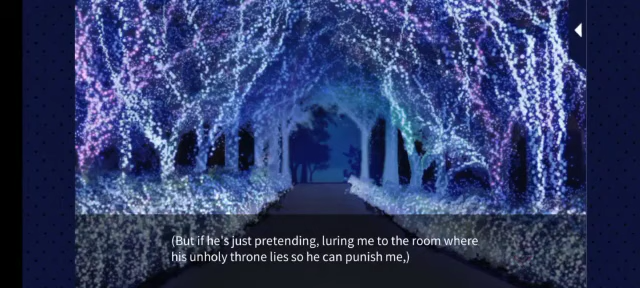 (But if he's just pretending, luring me to the room where
his unholy throne lies so he can punish me,)